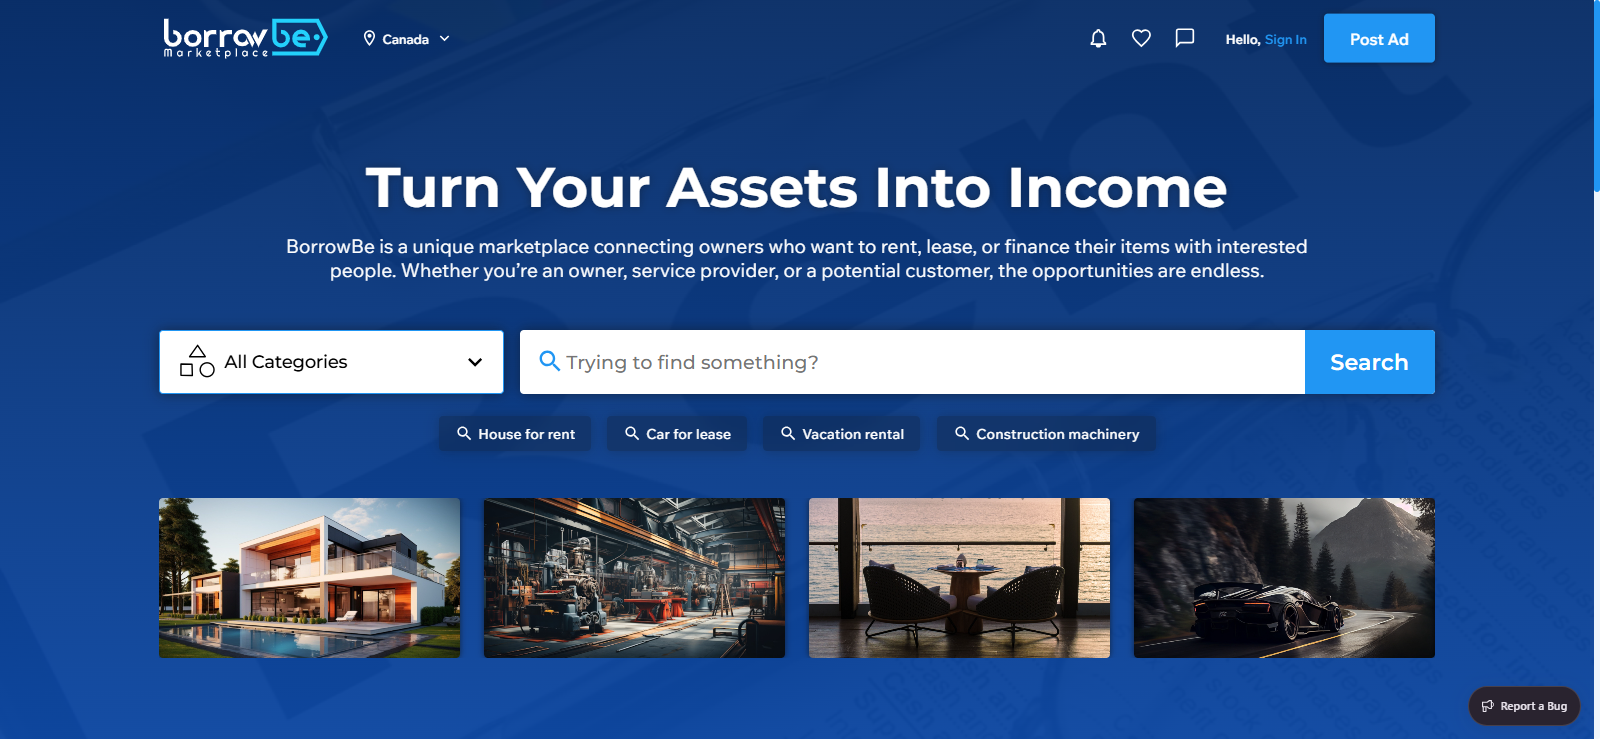 borrowbe
Marketplace
Canada
Hello, Sign In
Post Ad
Turn Your Assets Into Income
BorrowBe is a unique marketplace connecting owners who want to rent, lease, or finance their items with interested
people. Whether you’re an owner, service provider, or a potential customer, the opportunities are endless.
All Categories
Trying to find something?
Search
House for rent
Car for lease
Vacation rental
Construction machinery
Rent
Report a Bug